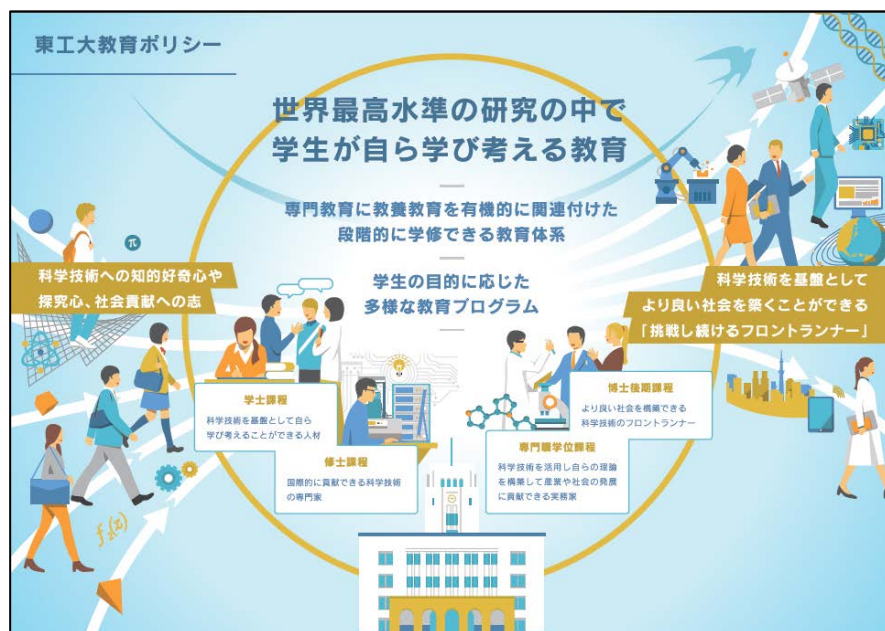 東工大教育ポリシー
世界最高水準の研究の中で
学生が自ら学び考える教育
専門教育に教養教育を有機的に関連付けた
段階的に学修できる教育体系
学生の目的に応じた
多様な教育プログラム
π
科学技術への知的好奇心や
探究心、社会貢献への志
科学技術を基盤として
より良い社会を築くことができる
「挑戦し続けるフロントランナー」
学士課程
科学技術を基盤として自ら
学び考えることができる人材
修士課程
国際的に貢献できる科学技術
の専門家
博士後期課程
より良い社会を構築できる
科学技術のフロントランナー
専門職学位課程
科学技術を活用し自らの理論
を構築して産業や社会の発展
に貢献できる実務家